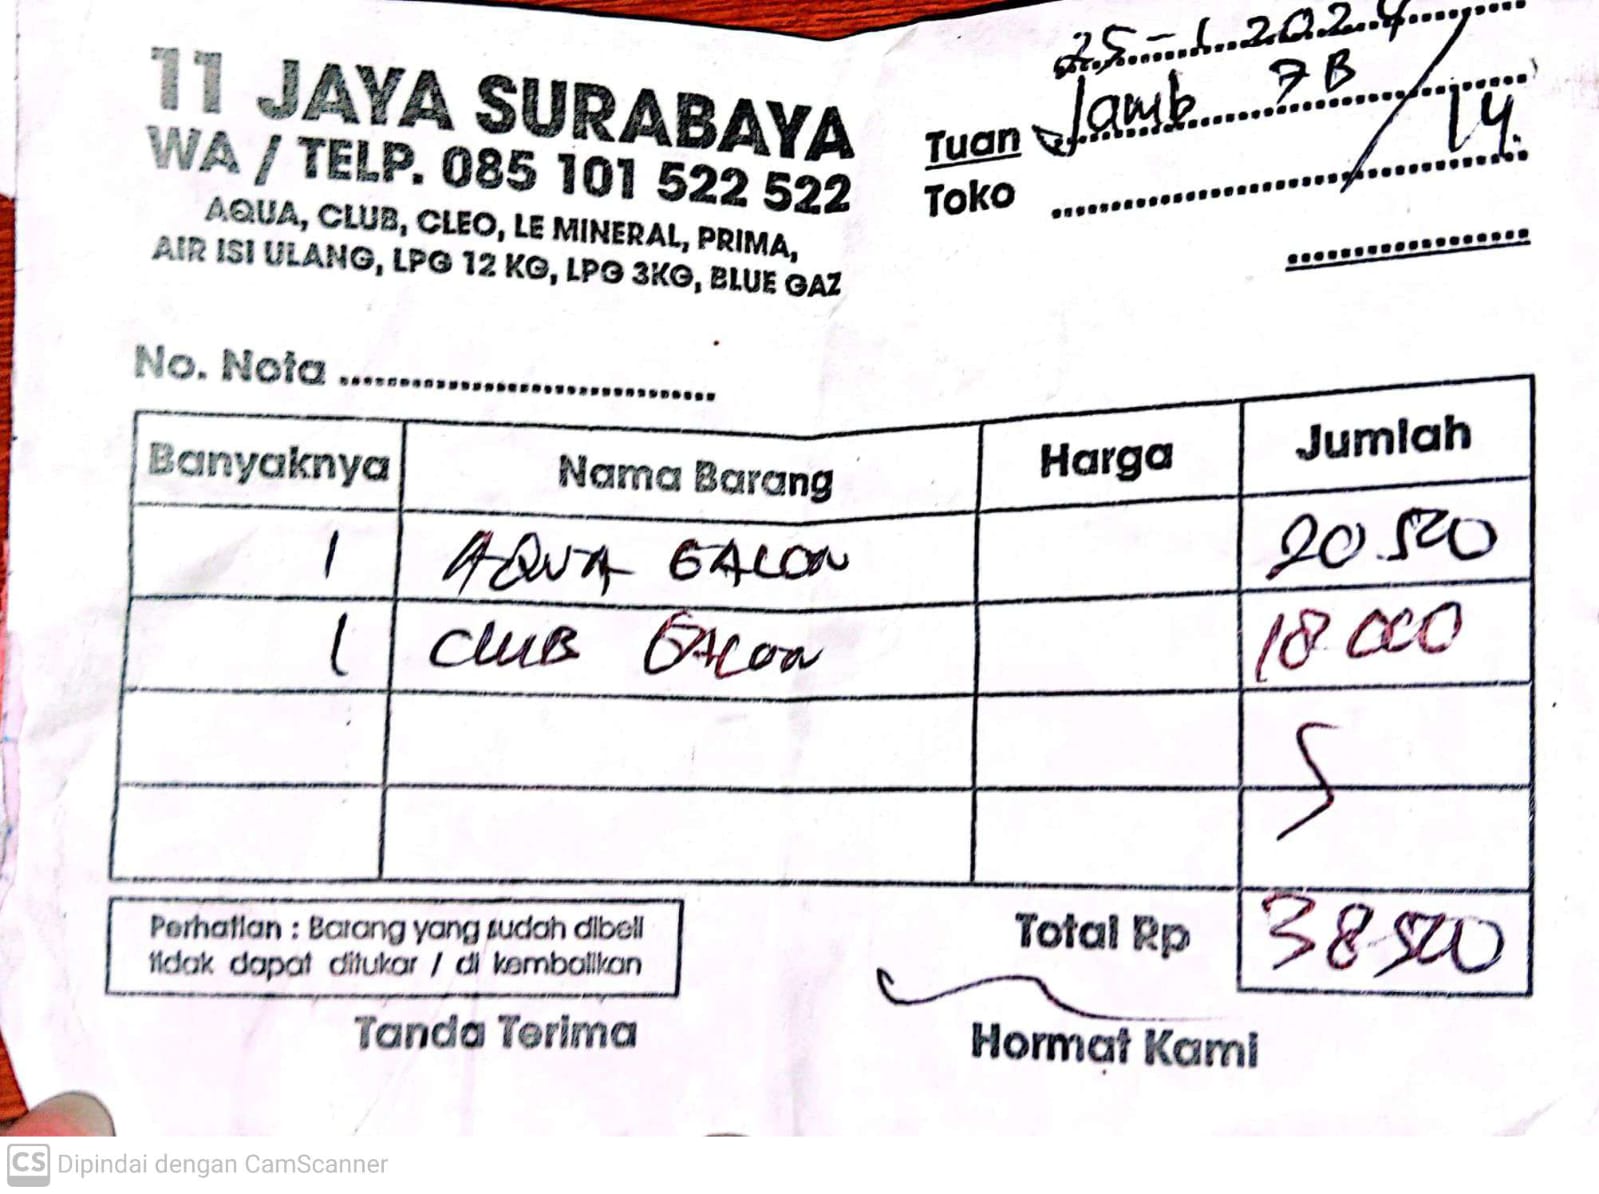 11 JAYA SURABAYA
WA / TELP. 085 101 522 522
AQUA, CLUB, CLEO, LE MINERAL, PRIMA,
AIR ISI ULANG, LPG 12 KG, LPG 3KG, BLUE GAZ
25-1.2024
Tuan Jamb 7B / 14.
Toko
No. Nota
Banyaknya Nama Barang Harga Jumlah
1 AQUA GALON 20.500
1 CLUB GALON 18 000
Total Rp 38.500
Perhatian : Barang yang sudah dibeli
tidak dapat ditukar / di kembalikan
Tanda Terima
Hormat Kami
CS Dipindai dengan CamScanner